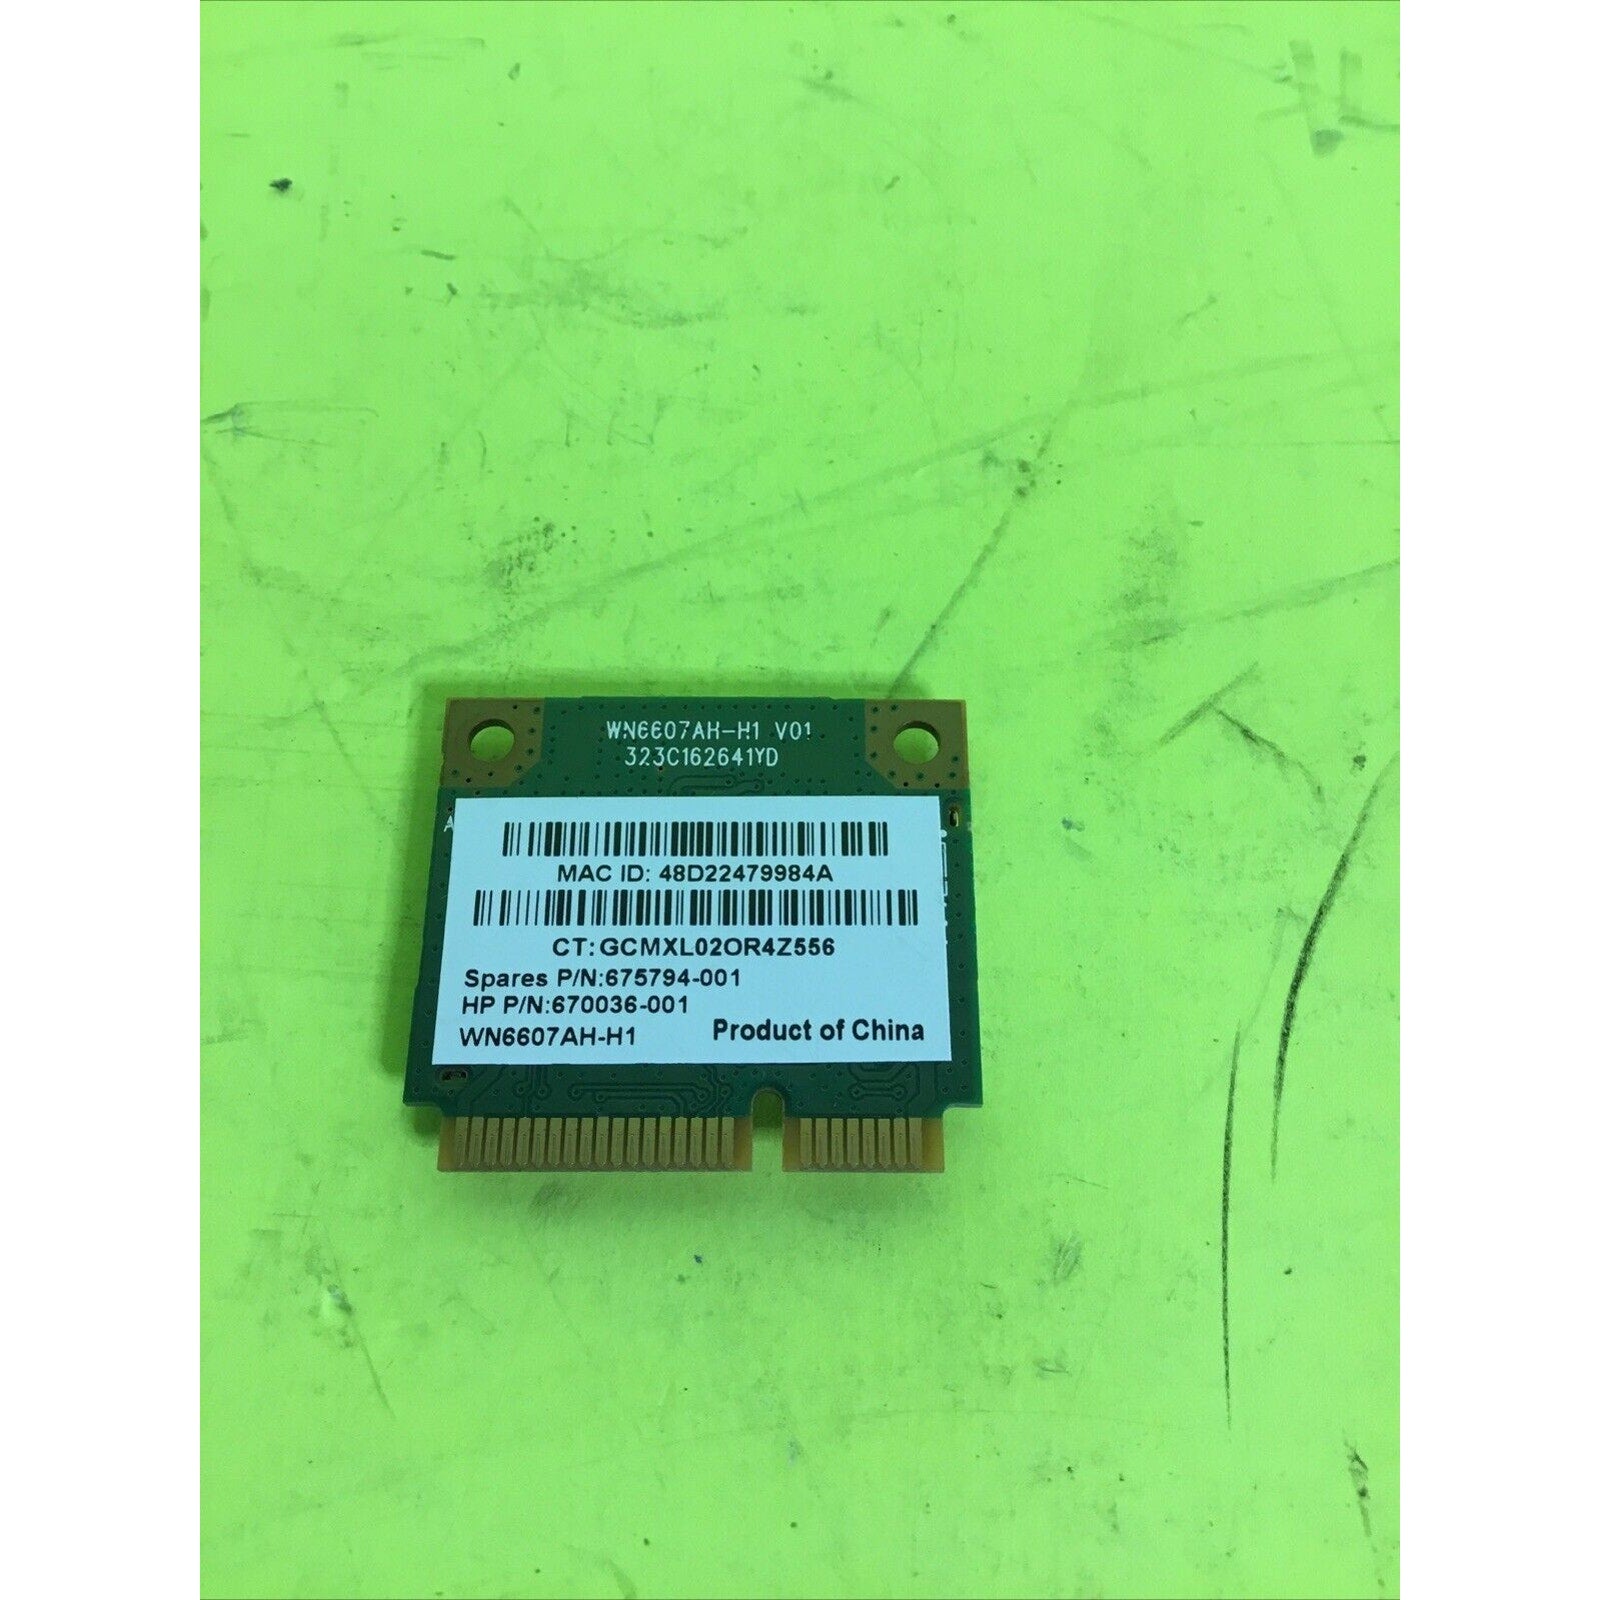 WN6607AH-H1 V01
323C162641YD
MAC ID: 48D22479984A
CT:GCMXL02OR4Z556
Spares P/N:675794-001
HP P/N:670036-001
WN6607AH-H1 Product of China